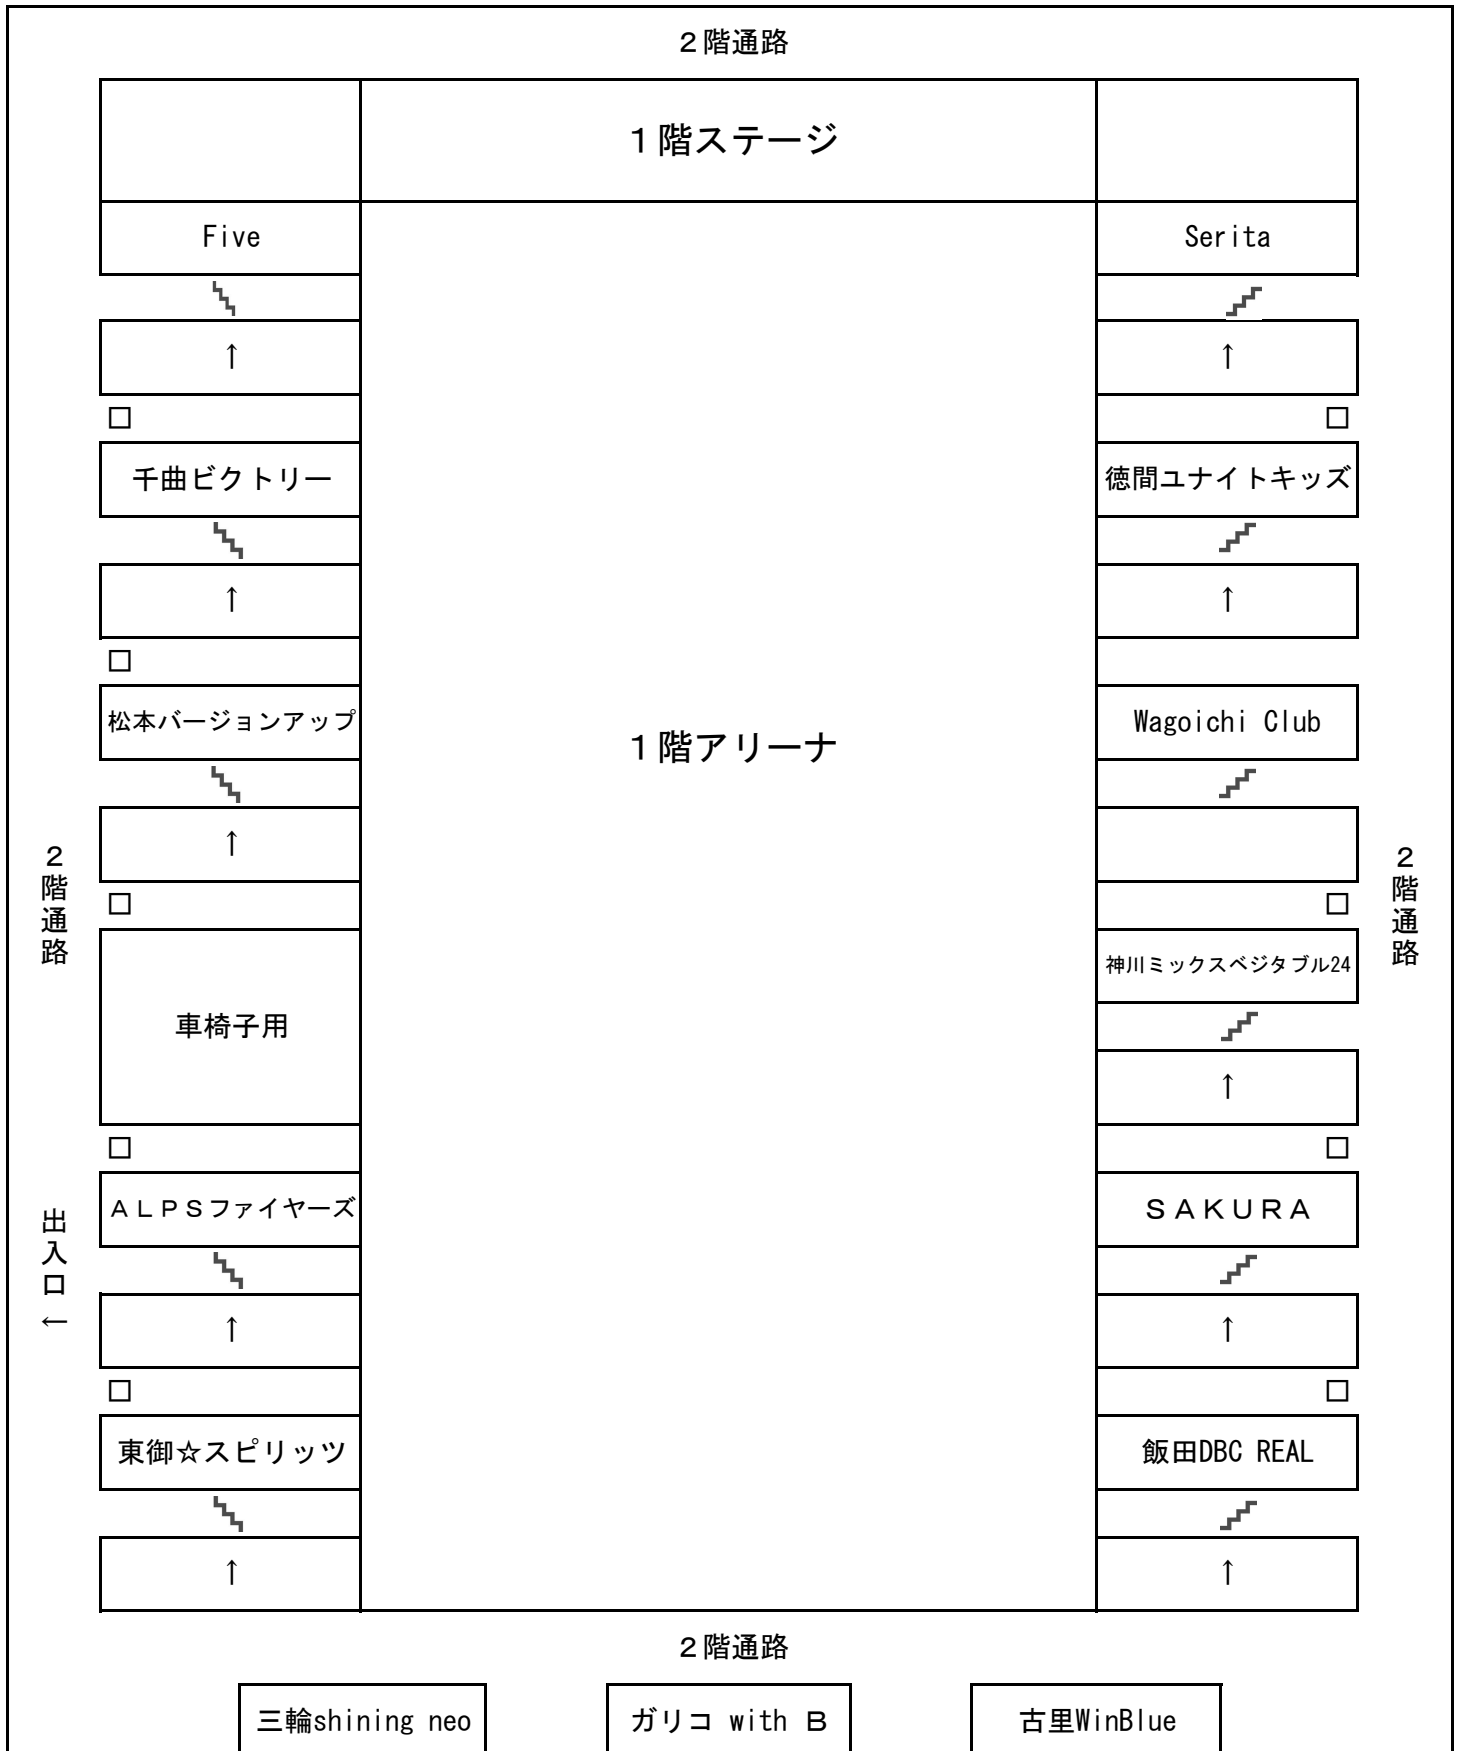 ２階通路
１階ステージ
Five
Serita
↑
↑
□
□
千曲ビクトリー
徳間ユナイトキッズ
↑
↑
□
松本バージョンアップ
１階アリーナ
Wagoichi Club
↑
２階通路
２階通路
□
□
神川ミックスベジタブル24
車椅子用
↑
□
□
出入口←
ＡＬＰＳファイヤーズ
ＳＡＫＵＲＡ
↑
↑
□
□
東御☆スピリッツ
飯田DBC REAL
↑
↑
２階通路
三輪shining neo
ガリコ with Ｂ
古里WinBlue